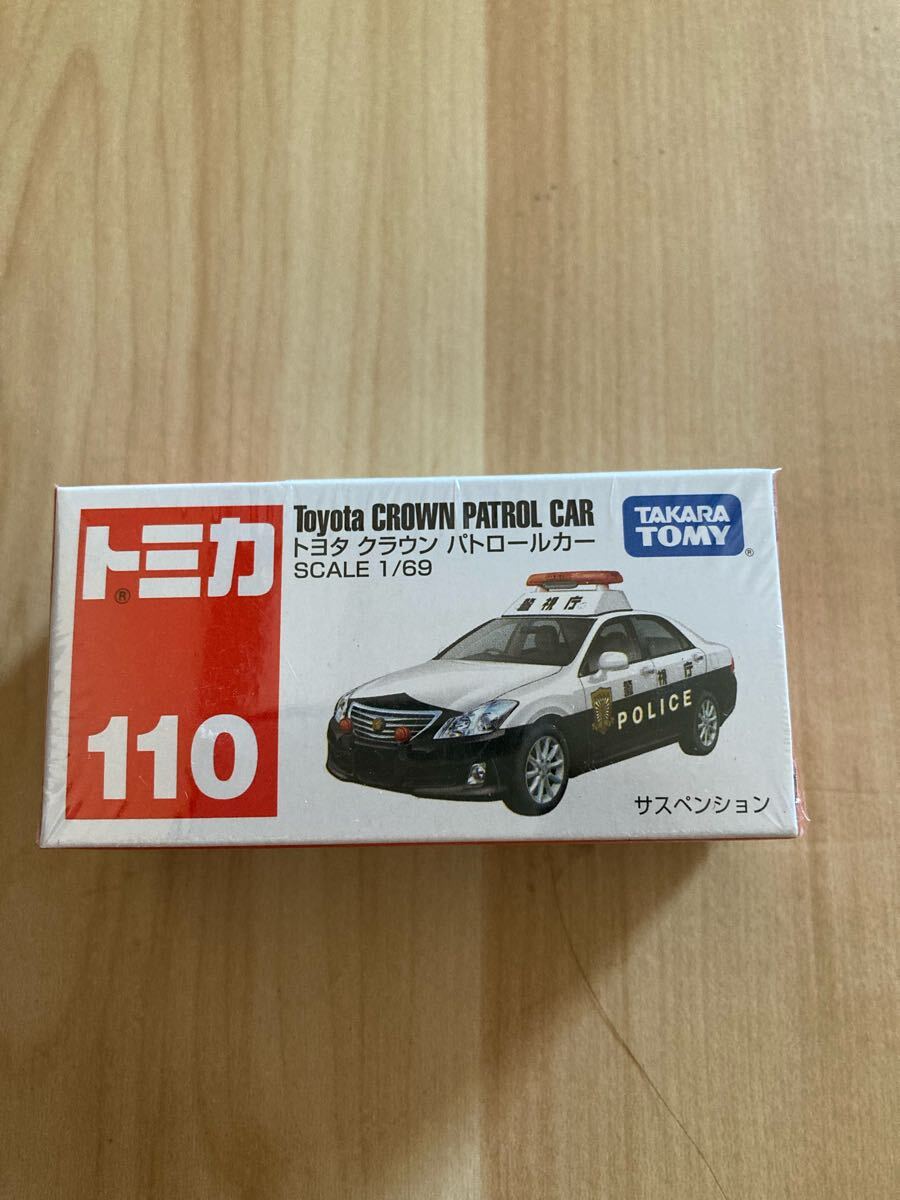 トミカ
®
110
Toyota CROWN PATROL CAR
トヨタ クラウン パトロールカー
SCALE 1/69
TAKARA
TOMY®
警視庁
警視庁
POLICE
サスペンション